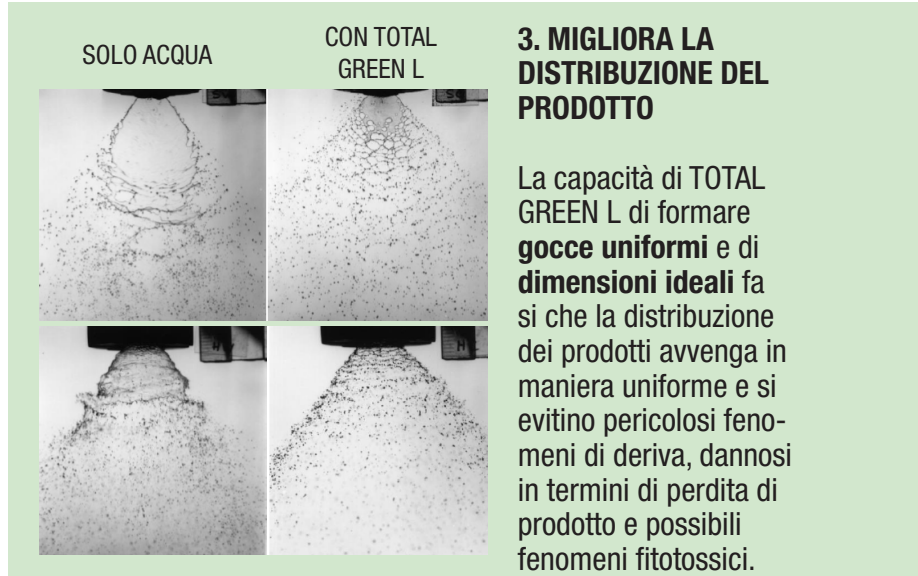 SOLO ACQUA
CON TOTAL
GREEN L
3. MIGLIORA LA
DISTRIBUZIONE DEL
PRODOTTO
La capacità di TOTAL
GREEN L di formare
gocce uniformi e di
dimensioni ideali fa
si che la distribuzione
dei prodotti avvenga in
maniera uniforme e si
evitino pericolosi feno-
meni di deriva, dannosi
in termini di perdita di
prodotto e possibili
fenomeni fitotossici.